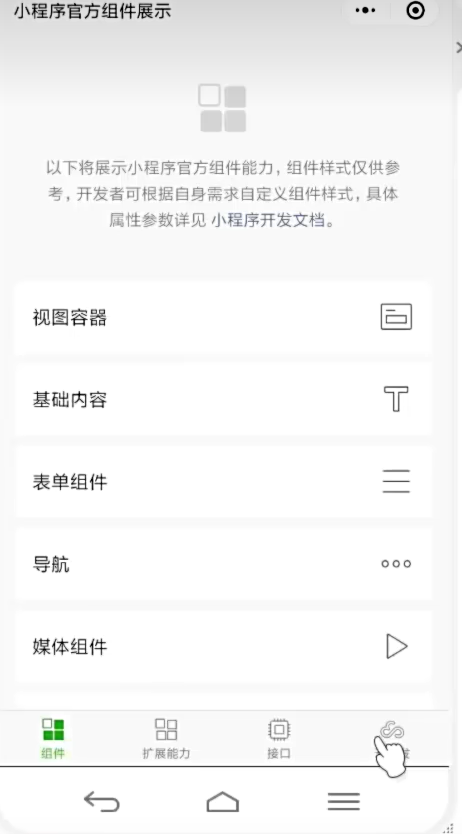 小程序官方组件展示
以下将展示小程序官方组件能力，组件样式仅供参
考，开发者可根据自身需求自定义组件样式，具体
属性参数详见 小程序开发文档。
视图容器
基础内容
表单组件
导航
媒体组件
组件
扩展能力
接口